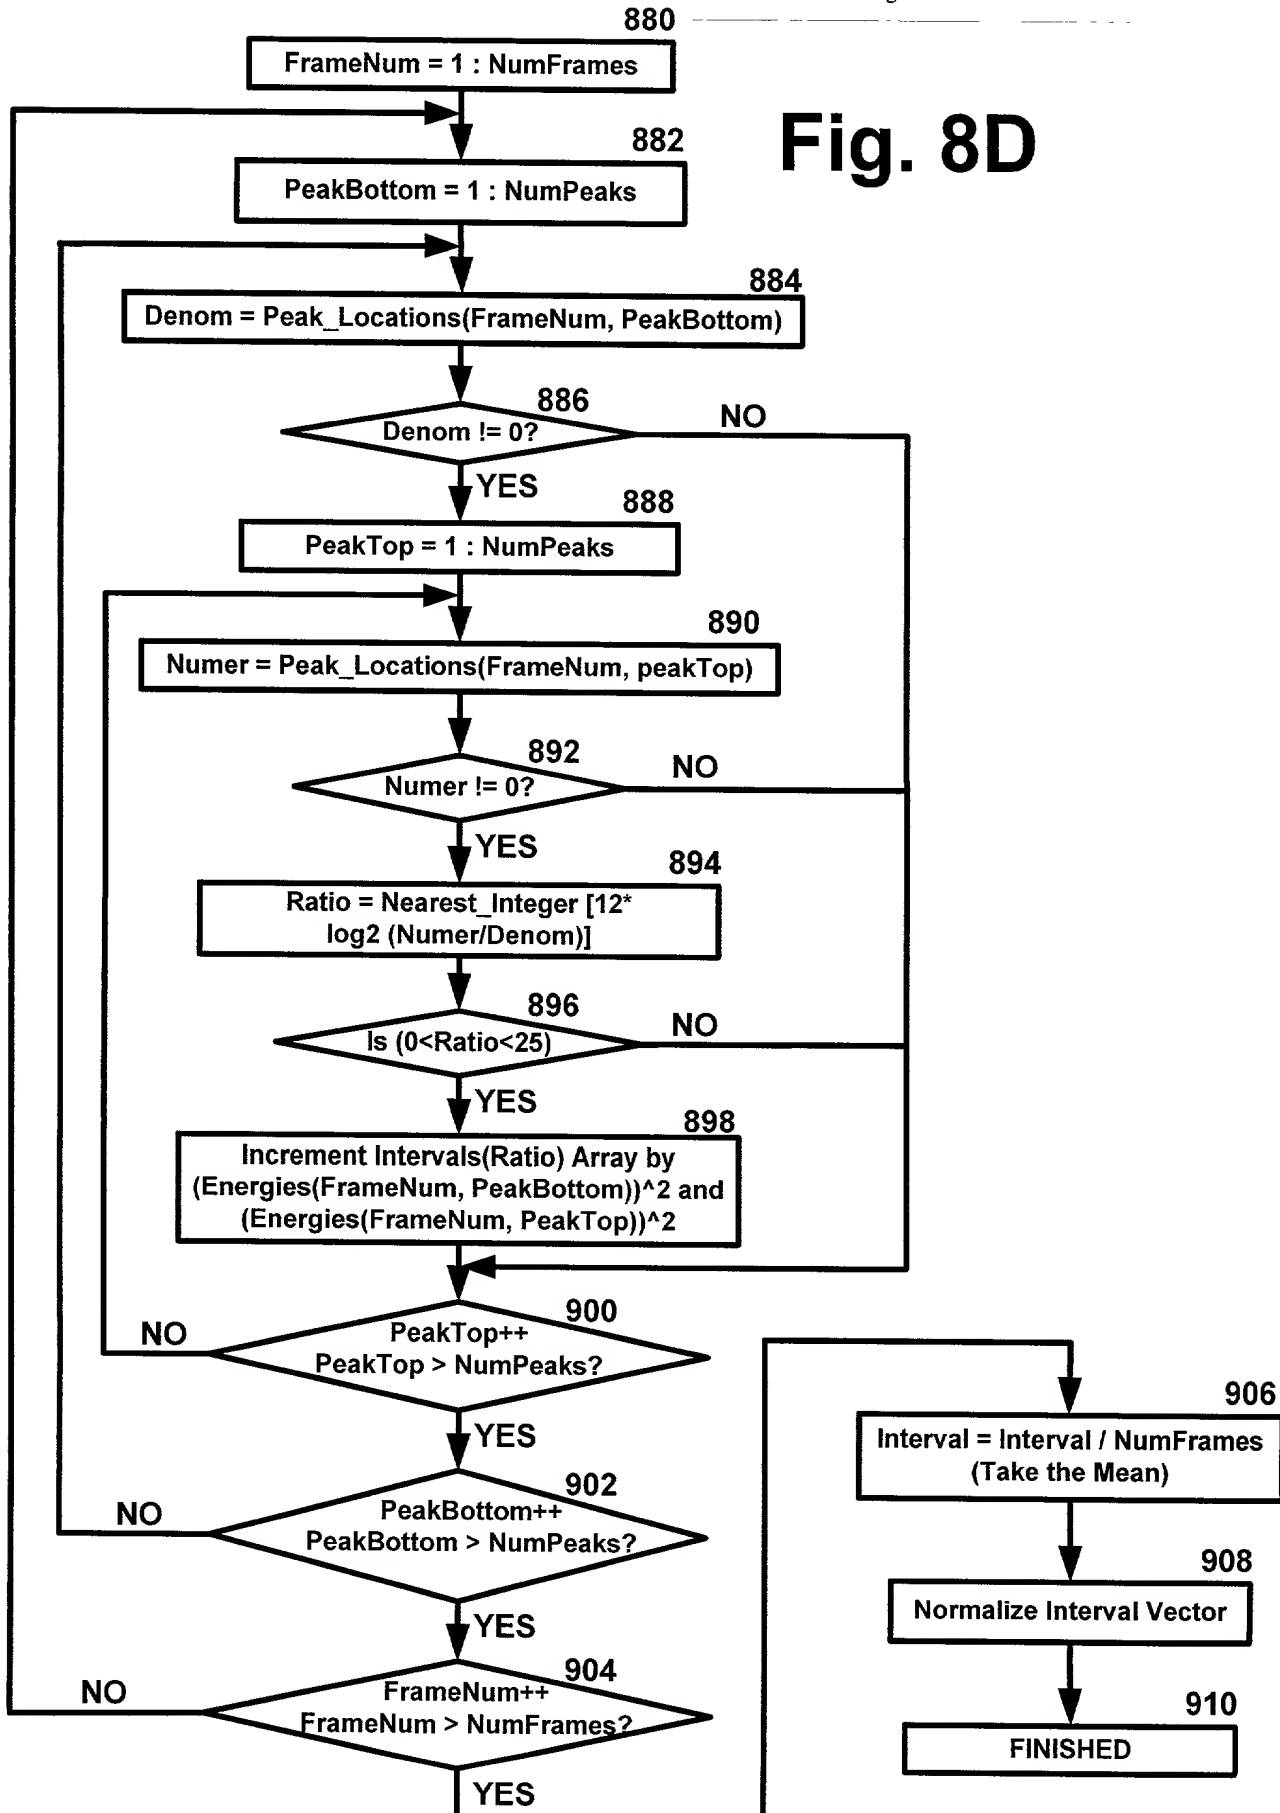 880
FrameNum = 1 : NumFrames
Fig. 8D
882
PeakBottom = 1 : NumPeaks
884
Denom = Peak_Locations(FrameNum, PeakBottom)
886
Denom != 0?
NO
YES
888
PeakTop = 1 : NumPeaks
890
Numer = Peak_Locations(FrameNum, peakTop)
892
Numer != 0?
NO
YES
894
Ratio = Nearest_Integer [12*
log2 (Numer/Denom)]
896
Is (0<Ratio<25)
NO
YES
898
Increment Intervals(Ratio) Array by
(Energies(FrameNum, PeakBottom))^2 and
(Energies(FrameNum, PeakTop))^2
900
PeakTop++
PeakTop > NumPeaks?
NO
YES
902
PeakBottom++
PeakBottom > NumPeaks?
NO
YES
904
FrameNum++
FrameNum > NumFrames?
NO
YES
906
Interval = Interval / NumFrames
(Take the Mean)
908
Normalize Interval Vector
910
FINISHED